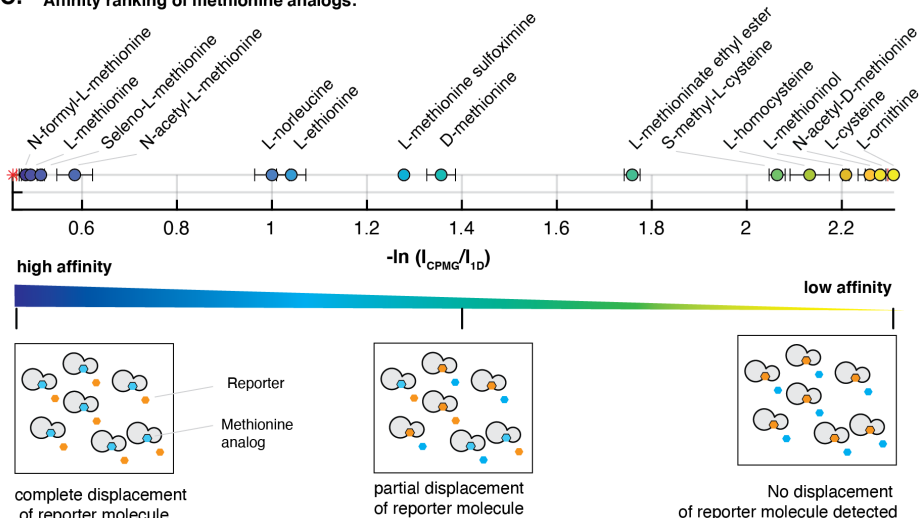 C. Affinity ranking of methionine analogs.
N-formyl-L-methionine
L-methionine
Seleno-L-methionine
N-acetyl-L-methionine
L-norleucine
L-ethionine
L-methionine sulfoximine
D-methionine
L-methioninate ethyl ester
S-methyl-L-cysteine
L-homocysteine
L-methioninol
N-acetyl-D-methionine
L-cysteine
L-ornithine
0.6 0.8 1 1.2 1.4 1.6 1.8 2 2.2
-ln (I_CPMG/I_1D)
high affinity
low affinity
Reporter
Methionine
analog
complete displacement
of reporter molecule
partial displacement
of reporter molecule
No displacement
of reporter molecule detected